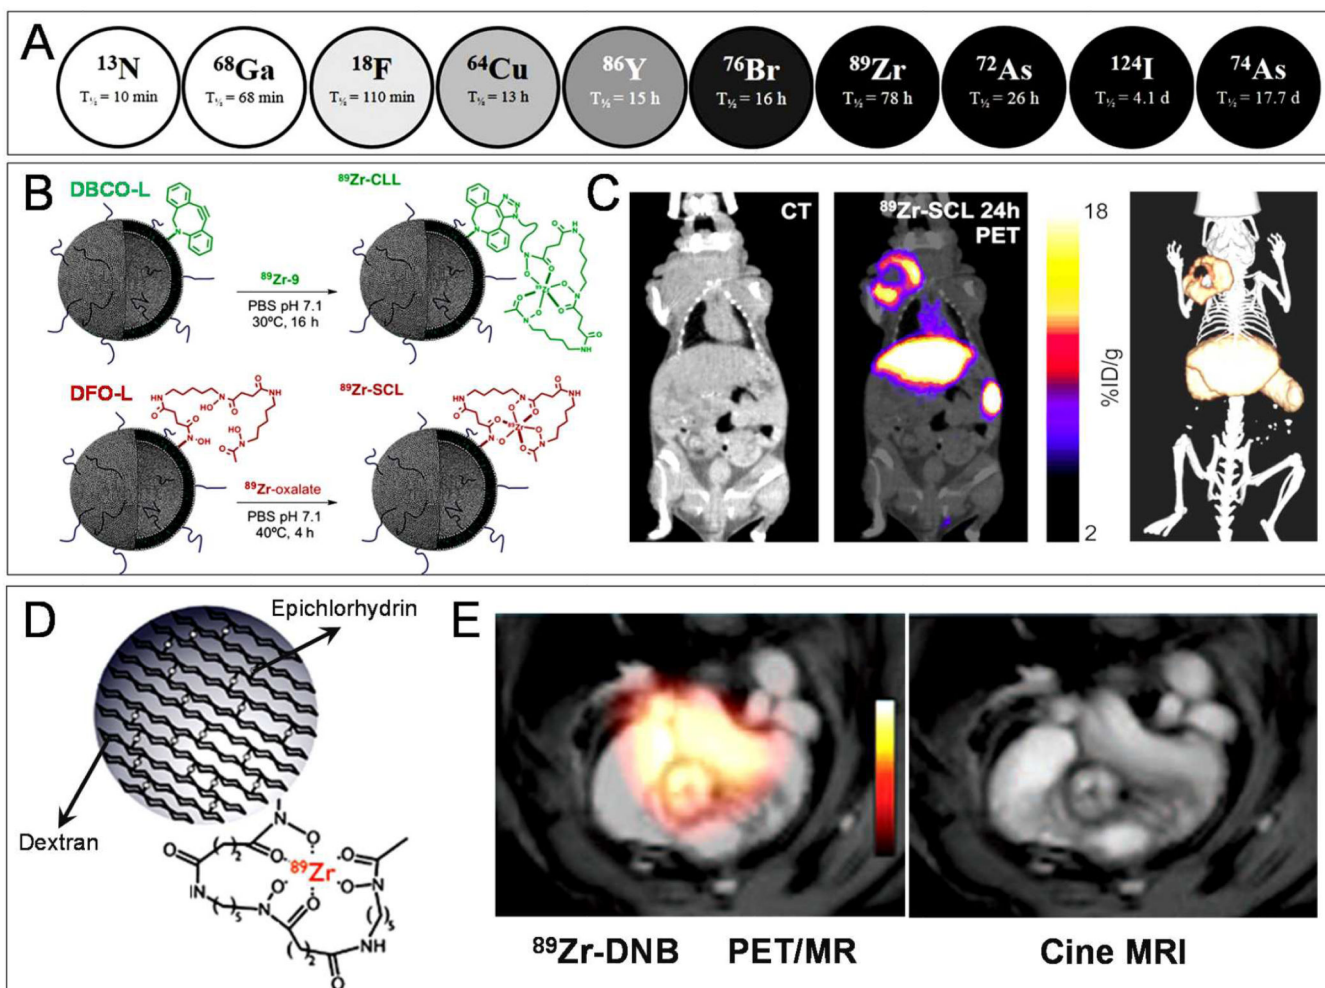 A
13N
T½ = 10 min
68Ga
T½ = 68 min
18F
T½ = 110 min
64Cu
T½ = 13 h
86Y
T½ = 15 h
76Br
T½ = 16 h
89Zr
T½ = 78 h
72As
T½ = 26 h
124I
T½ = 4.1 d
74As
T½ = 17.7 d
B
DBCO-L
89Zr-CLL
89Zr-9
PBS pH 7.1
30ºC, 16 h
DFO-L
89Zr-SCL
89Zr-oxalate
PBS pH 7.1
40ºC, 4 h
C
CT
89Zr-SCL 24h
PET
18
%ID/g
2
D
Epichlorhydrin
Dextran
89Zr
E
89Zr-DNB PET/MR
Cine MRI